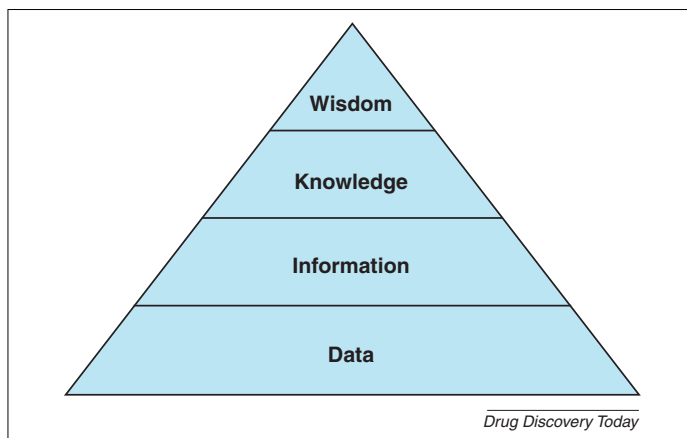 Wisdom
Knowledge
Information
Data
Drug Discovery Today